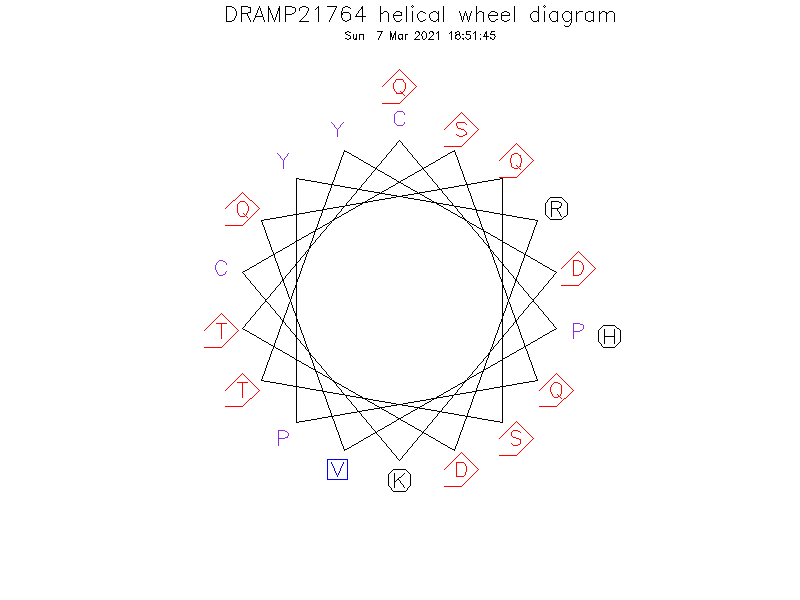 DRAMP21764 helical wheel diagram
Sun 7 Mar 2021 18:51:45
Q
C
Y S
Y Q
Q R
C D
T P H
T Q
P S
V K D